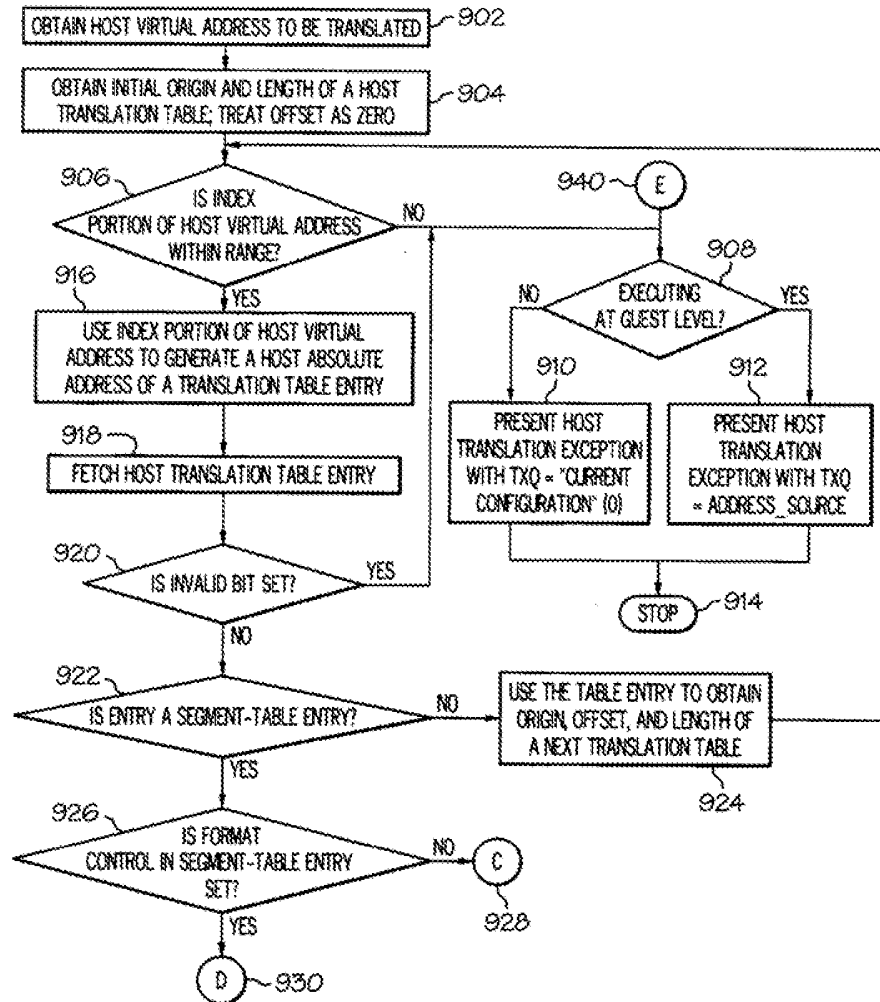 OBTAIN HOST VIRTUAL ADDRESS TO BE TRANSLATED
902
OBTAIN INITIAL ORIGIN AND LENGTH OF A HOST
TRANSLATION TABLE; TREAT OFFSET AS ZERO
904
906
IS INDEX
PORTION OF HOST VIRTUAL ADDRESS
WITHIN RANGE?
NO
YES
940
E
908
EXECUTING
AT GUEST LEVEL?
NO
YES
916
USE INDEX PORTION OF HOST VIRTUAL
ADDRESS TO GENERATE A HOST ABSOLUTE
ADDRESS OF A TRANSLATION TABLE ENTRY
910
PRESENT HOST
TRANSLATION EXCEPTION
WITH TXQ = "CURRENT
CONFIGURATION" (0)
912
PRESENT HOST
TRANSLATION
EXCEPTION WITH TXQ
= ADDRESS_SOURCE
918
FETCH HOST TRANSLATION TABLE ENTRY
920
IS INVALID BIT SET?
YES
NO
STOP
914
922
IS ENTRY A SEGMENT-TABLE ENTRY?
NO
YES
USE THE TABLE ENTRY TO OBTAIN
ORIGIN, OFFSET, AND LENGTH OF
A NEXT TRANSLATION TABLE
924
926
IS FORMAT
CONTROL IN SEGMENT-TABLE ENTRY
SET?
NO
C
928
YES
D
930